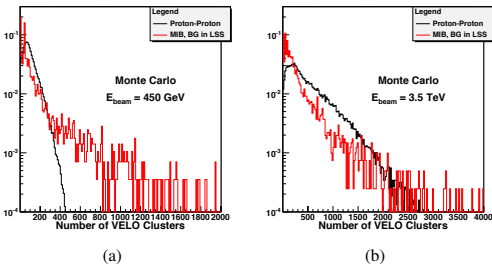 Legend
Proton-Proton
MIB, BG in LSS
Monte Carlo
E_beam = 450 GeV
10^-1
10^-2
10^-3
10^-4
200 400 600 800 1000 1200 1400 1600 1800 2000
Number of VELO Clusters
(a)
Legend
Proton-Proton
MIB, BG in LSS
Monte Carlo
E_beam = 3.5 TeV
10^-1
10^-2
10^-3
10^-4
500 1000 1500 2000 2500 3000 3500 4000
Number of VELO Clusters
(b)